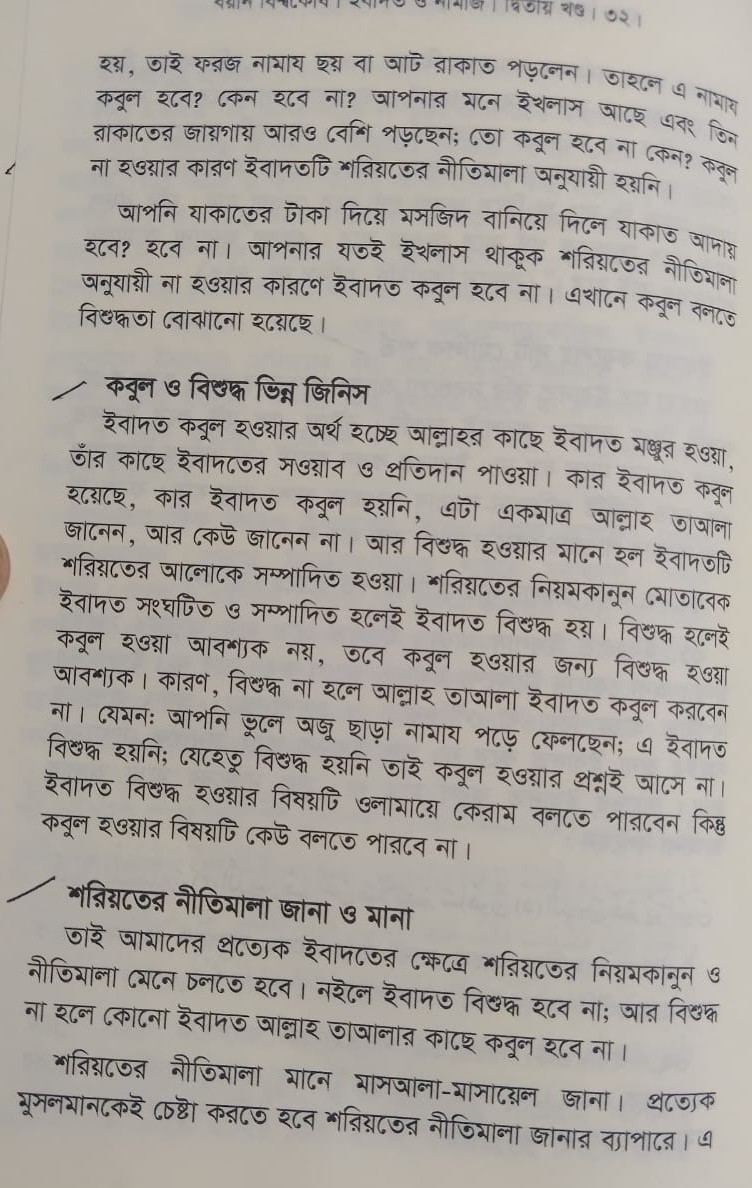 বয়ান বিশ্বকোষ। ইবাদত ও নামাজ। দ্বিতীয় খণ্ড। ৩২।
হয়, তাই ফরজ নামায ছয় বা আট রাকাত পড়লেন। তাহলে এ নামায
কবূল হবে? কেন হবে না? আপনার মনে ইখলাস আছে এবং তিন
রাকাতের জায়গায় আরও বেশি পড়ছেন; তো কবূল হবে না কেন? কবূল
না হওয়ার কারণ ইবাদতটি শরিয়তের নীতিমালা অনুযায়ী হয়নি।
আপনি যাকাতের টাকা দিয়ে মসজিদ বানিয়ে দিলে যাকাত আদায়
হবে? হবে না। আপনার যতই ইখলাস থাকুক শরিয়তের নীতিমালা
অনুযায়ী না হওয়ার কারণে ইবাদত কবূল হবে না। এখানে কবূল বলতে
বিশুদ্ধতা বোঝানো হয়েছে।
কবূল ও বিশুদ্ধ ভিন্ন জিনিস
ইবাদত কবূল হওয়ার অর্থ হচ্ছে আল্লাহর কাছে ইবাদত মঞ্জুর হওয়া,
তাঁর কাছে ইবাদতের সওয়াব ও প্রতিদান পাওয়া। কার ইবাদত কবূল
হয়েছে, কার ইবাদত কবূল হয়নি, এটা একমাত্র আল্লাহ তাআলা
জানেন, আর কেউ জানেন না। আর বিশুদ্ধ হওয়ার মানে হল ইবাদতটি
শরিয়তের আলোকে সম্পাদিত হওয়া। শরিয়তের নিয়মকানুন মোতাবেক
ইবাদত সংঘটিত ও সম্পাদিত হলেই ইবাদত বিশুদ্ধ হয়। বিশুদ্ধ হলেই
কবূল হওয়া আবশ্যক নয়, তবে কবূল হওয়ার জন্য বিশুদ্ধ হওয়া
আবশ্যক। কারণ, বিশুদ্ধ না হলে আল্লাহ তাআলা ইবাদত কবূল করবেন
না। যেমন: আপনি ভুলে অজু ছাড়া নামায পড়ে ফেলছেন; এ ইবাদত
বিশুদ্ধ হয়নি; যেহেতু বিশুদ্ধ হয়নি তাই কবূল হওয়ার প্রশ্নই আসে না।
ইবাদত বিশুদ্ধ হওয়ার বিষয়টি ওলামায়ে কেরাম বলতে পারবেন কিন্তু
কবূল হওয়ার বিষয়টি কেউ বলতে পারবে না।
শরিয়তের নীতিমালা জানা ও মানা
তাই আমাদের প্রত্যেক ইবাদতের ক্ষেত্রে শরিয়তের নিয়মকানুন ও
নীতিমালা মেনে চলতে হবে। নইলে ইবাদত বিশুদ্ধ হবে না; আর বিশুদ্ধ
না হলে কোনো ইবাদত আল্লাহ তাআলার কাছে কবূল হবে না।
শরিয়তের নীতিমালা মানে মাসআলা-মাসায়েল জানা। প্রত্যেক
মুসলমানকেই চেষ্টা করতে হবে শরিয়তের নীতিমালা জানার ব্যাপারে। এ